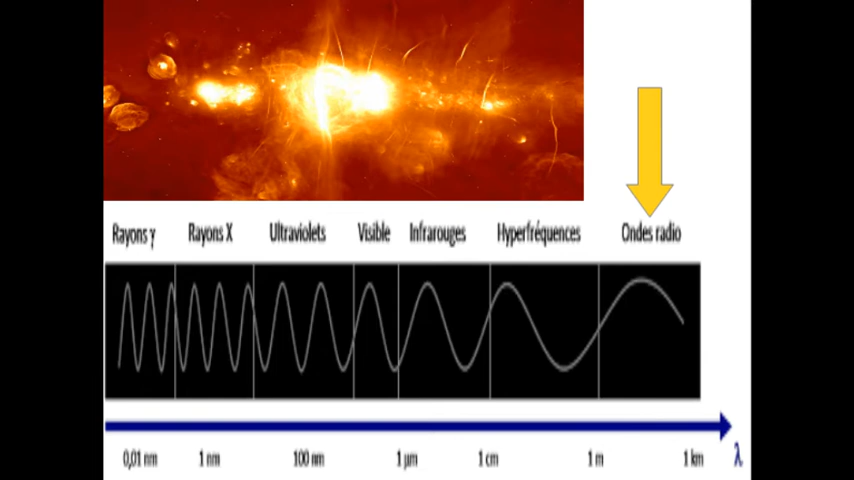 Rayons γ Rayons X Ultraviolets Visible Infrarouges Hyperfréquences Ondes radio
0,01 nm 1 nm 100 nm 1 µm 1 cm 1 m 1 km λ